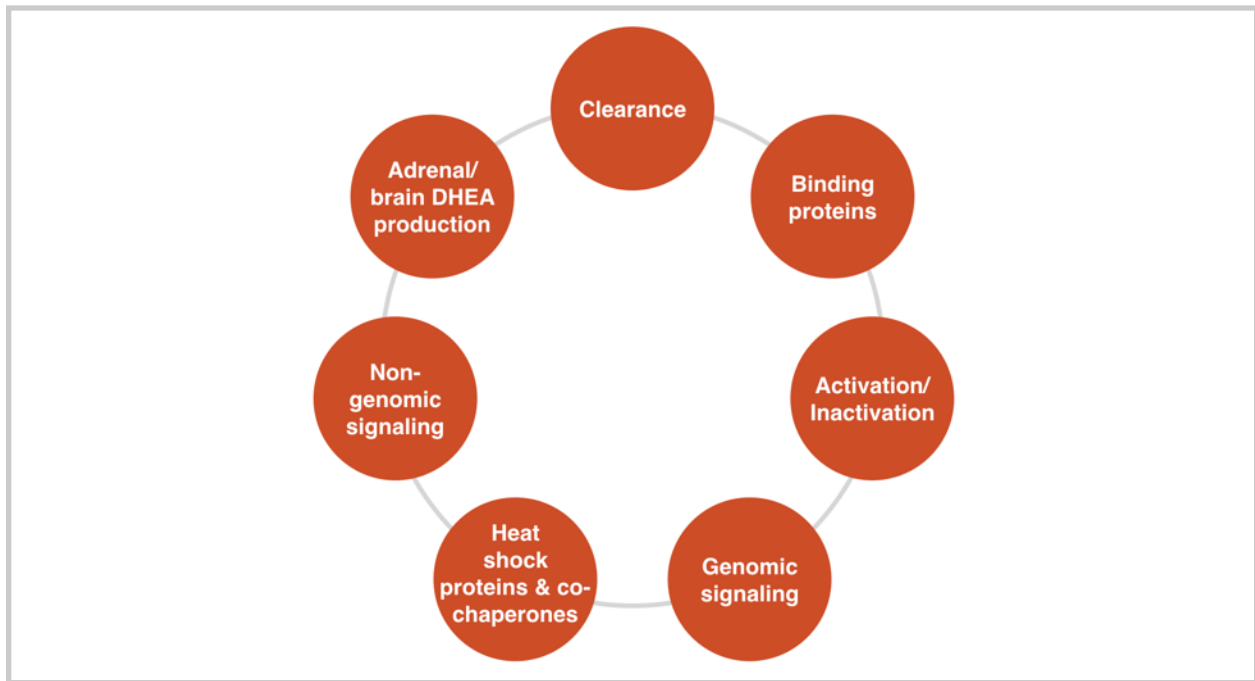 Clearance
Binding
proteins
Activation/
Inactivation
Genomic
signaling
Heat
shock
proteins & co-
chaperones
Non-
genomic
signaling
Adrenal/
brain DHEA
production